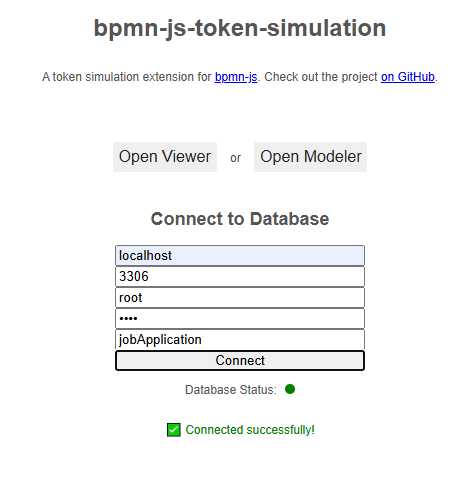 bpmn-js-token-simulation
A token simulation extension for bpmn-js. Check out the project on GitHub.
Open Viewer or Open Modeler
Connect to Database
localhost
3306
root
••••
jobApplication
Connect
Database Status:
✅ Connected successfully!